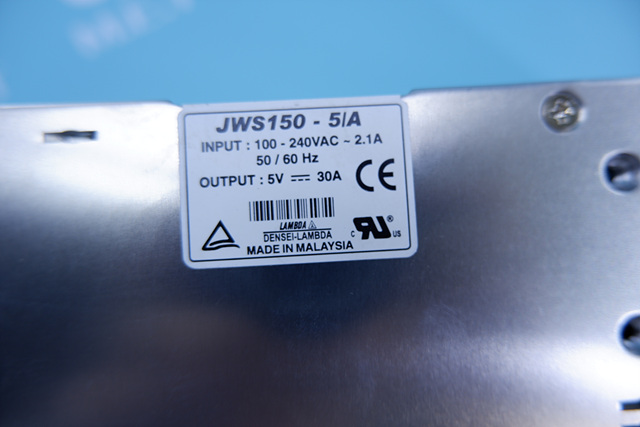 JWS150 - 5/A
INPUT : 100 - 240VAC ~ 2.1A
50 / 60 Hz
OUTPUT : 5V ⎓ 30A
CE
LAMBDA
DENSEI-LAMBDA
MADE IN MALAYSIA
C RU ® US